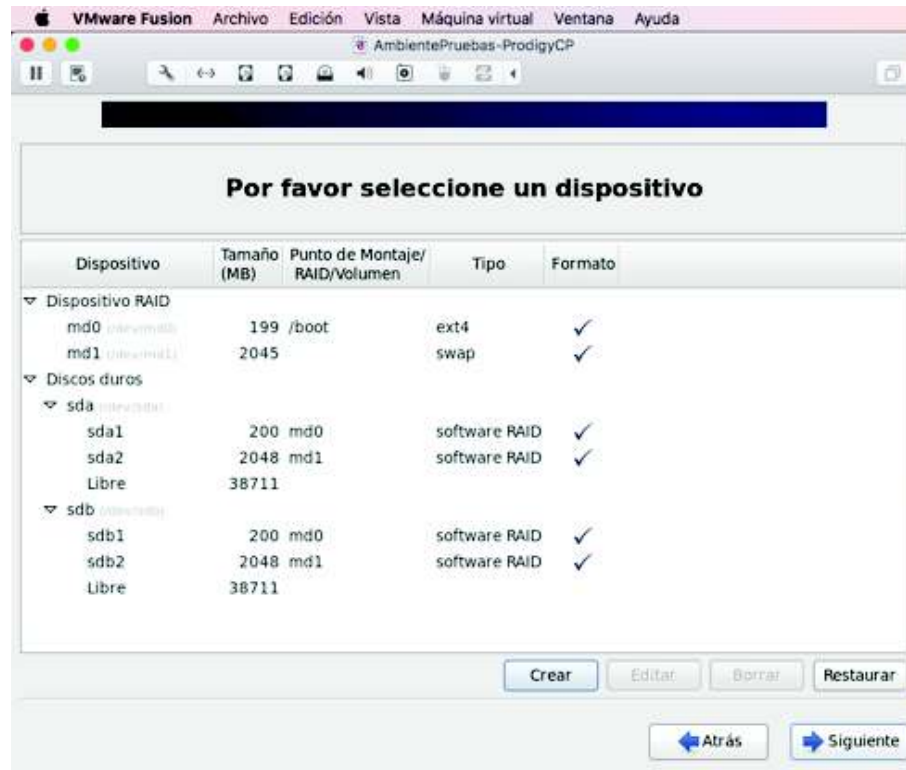 VMware Fusion Archivo Edición Vista Máquina virtual Ventana Ayuda
AmbientePruebas-ProdigyCP
Por favor seleccione un dispositivo
Dispositivo Tamaño (MB) Punto de Montaje/ RAID/Volumen Tipo Formato
Dispositivo RAID
md0 199 /boot ext4
md1 2045 swap
Discos duros
sda
sda1 200 md0 software RAID
sda2 2048 md1 software RAID
Libre 38711
sdb
sdb1 200 md0 software RAID
sdb2 2048 md1 software RAID
Libre 38711
Crear Editar Borrar Restaurar
Atrás Siguiente